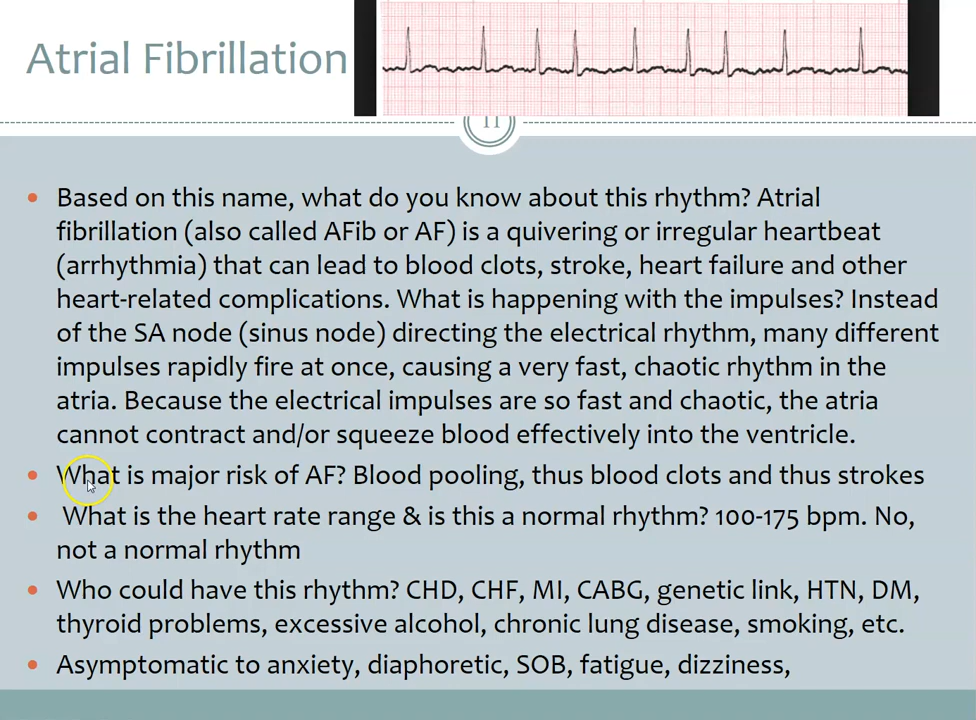 Atrial Fibrillation
11
Based on this name, what do you know about this rhythm? Atrial
fibrillation (also called AFib or AF) is a quivering or irregular heartbeat
(arrhythmia) that can lead to blood clots, stroke, heart failure and other
heart-related complications. What is happening with the impulses? Instead
of the SA node (sinus node) directing the electrical rhythm, many different
impulses rapidly fire at once, causing a very fast, chaotic rhythm in the
atria. Because the electrical impulses are so fast and chaotic, the atria
cannot contract and/or squeeze blood effectively into the ventricle.
What is major risk of AF? Blood pooling, thus blood clots and thus strokes
What is the heart rate range & is this a normal rhythm? 100-175 bpm. No,
not a normal rhythm
Who could have this rhythm? CHD, CHF, MI, CABG, genetic link, HTN, DM,
thyroid problems, excessive alcohol, chronic lung disease, smoking, etc.
Asymptomatic to anxiety, diaphoretic, SOB, fatigue, dizziness,